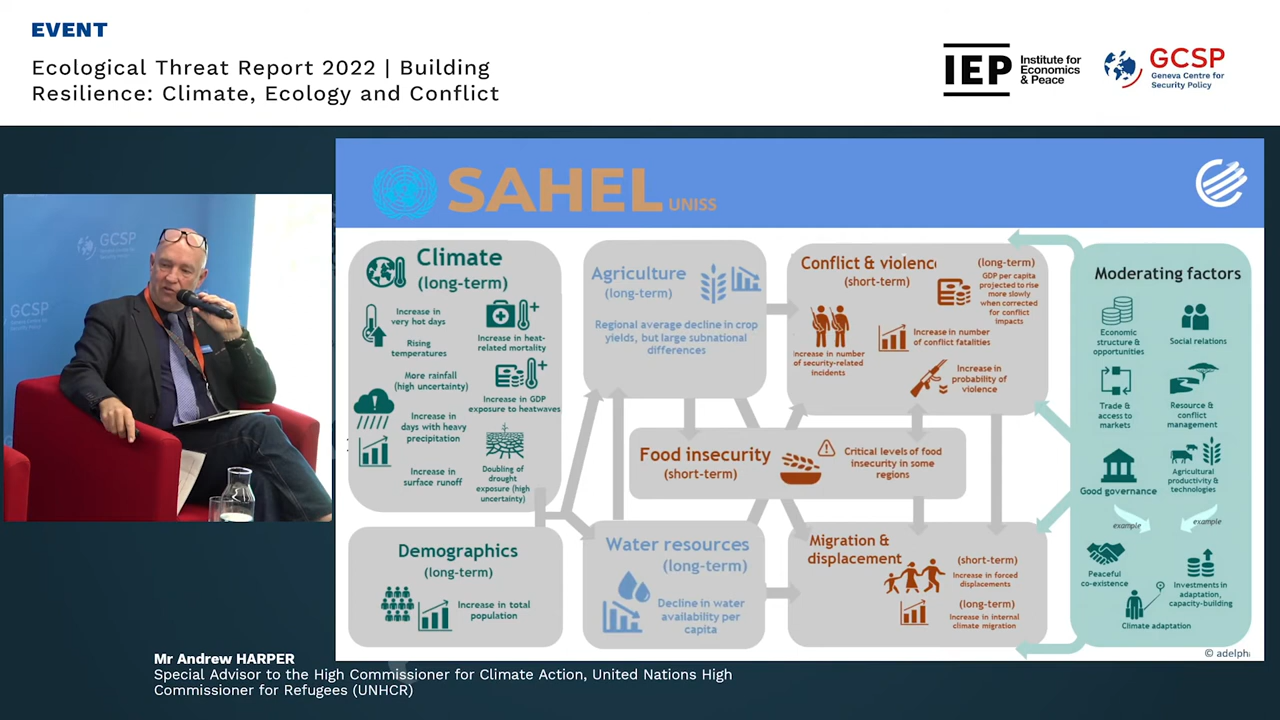 EVENT
Ecological Threat Report 2022 | Building
Resilience: Climate, Ecology and Conflict
IEP
Institute for
Economics
& Peace
GCSP
Geneva Centre for
Security Policy
GCSP
GCSP
SAHEL UNISS
Climate
(long-term)
Increase in
very hot days
Rising
temperatures
More rainfall
(high uncertainty)
Increase in
days with heavy
precipitation
Increase in
surface runoff
Increase in heat-
related mortality
Increase in GDP
exposure to heatwaves
Doubling of
drought
exposure (high
uncertainty)
Demographics
(long-term)
Increase in total
population
Agriculture
(long-term)
Regional average decline in crop
yields, but large subnational
differences
Food insecurity
(short-term)
Critical levels of food
insecurity in some
regions
Water resources
(long-term)
Decline in water
availability per
capita
Conflict & violence
(short-term)
Increase in number
of security-related
incidents
(long-term)
GDP per capita
projected to rise
more slowly
when corrected
for conflict
impacts
Increase in number
of conflict fatalities
Increase in
probability of
violence
Migration &
displacement
(short-term)
Increase in forced
displacements
(long-term)
Increase in internal
climate migration
Moderating factors
Economic
structure &
opportunities
Social relations
Trade &
access to
markets
Resource &
conflict
management
Good governance
Agricultural
productivity &
technologies
example
example
Peaceful
co-existence
Investments in
adaptation,
capacity-building
Climate adaptation
© adelphi
Mr Andrew HARPER
Special Advisor to the High Commissioner for Climate Action, United Nations High
Commissioner for Refugees (UNHCR)